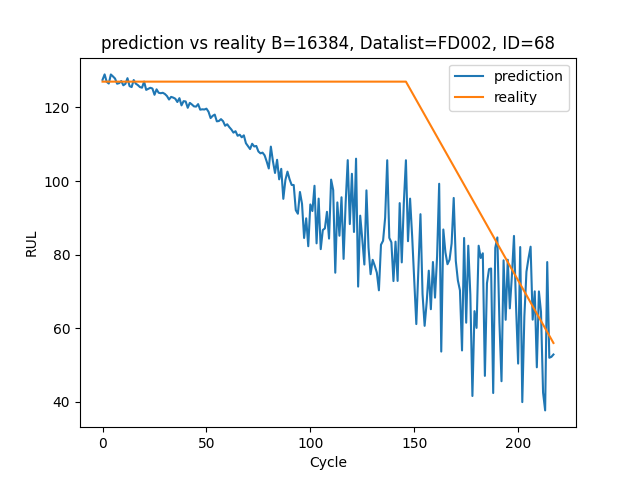 prediction vs reality B=16384, Datalist=FD002, ID=68
prediction
reality
120
100
80
60
40
RUL
0
50
100
150
200
Cycle